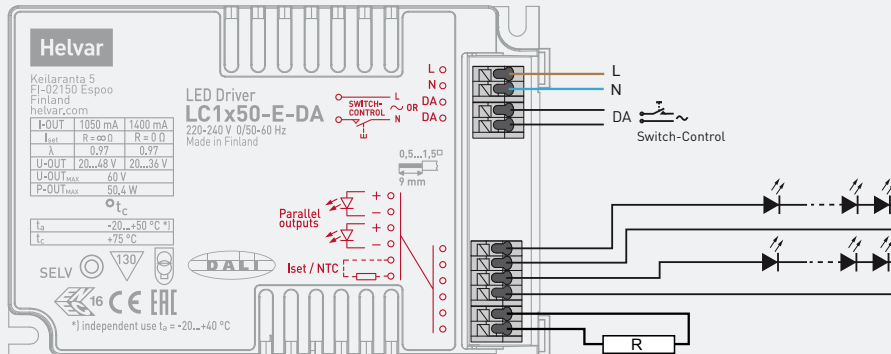 Helvar
Keilaranta 5
FI-02150 Espoo
Finland
helvar.com
I-OUT 1050 mA 1400 mA
Iset R = ∞ Ω R = 0 Ω
λ 0.97 0.97
U-OUT 20...48 V 20...36 V
U-OUTMAX 60 V
P-OUTMAX 50.4 W
tc
ta -20...+50 °C *)
tc +75 °C
SELV 130
16 CE EAC
*) independent use ta = -20...+40 °C
LED Driver
LC1x50-E-DA
220-240 V 0/50-60 Hz
Made in Finland
DALI
L
SWITCH-CONTROL ~ OR
N
L
N
DA
DA
0,5...1,5
9 mm
Parallel
outputs
+
–
+
–
Iset / NTC
L
N
DA ~
Switch-Control
R